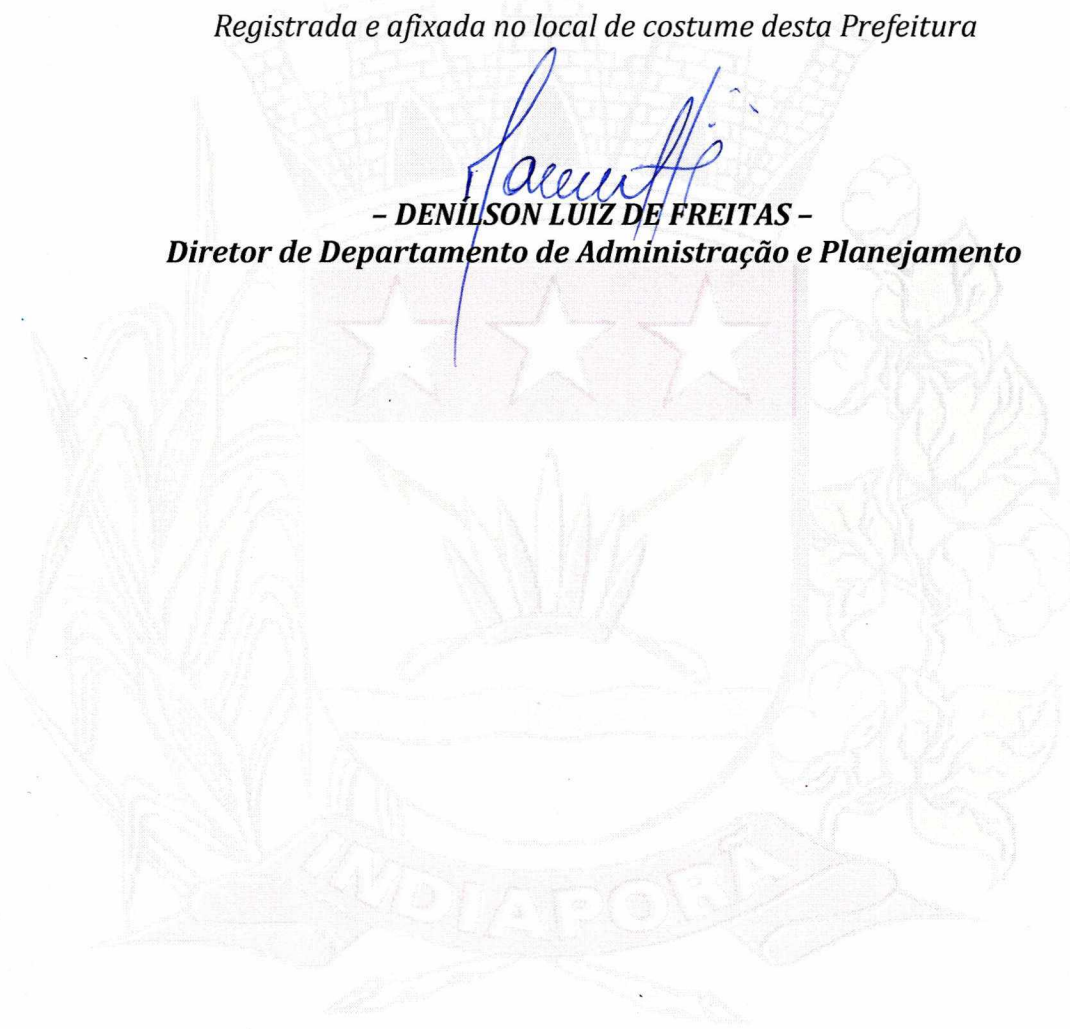 Registrada e afixada no local de costume desta Prefeitura
– DENÍLSON LUIZ DE FREITAS –
Diretor de Departamento de Administração e Planejamento
INDIAPORÃ